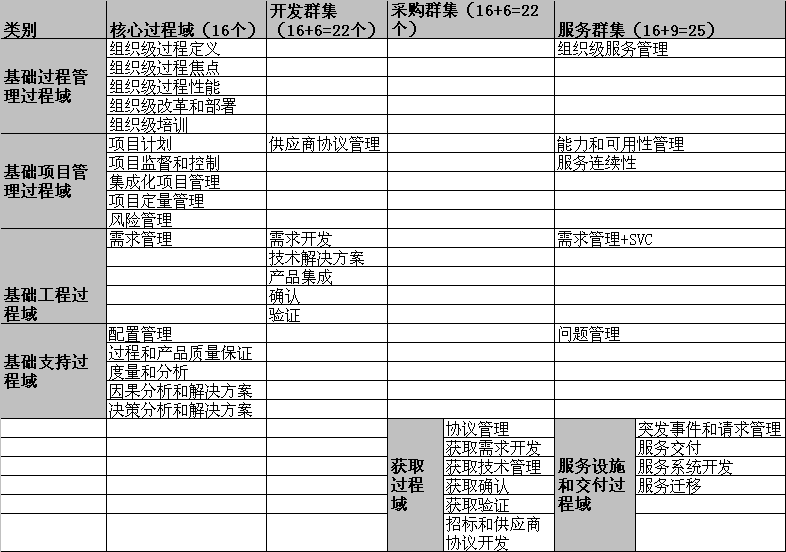 类别 核心过程域（16个） 开发群集（16+6=22个） 采购群集（16+6=22个） 服务群集（16+9=25）
基础过程管理过程域
组织级过程定义 组织级服务管理
组织级过程焦点
组织级过程性能
组织级改革和部署
组织级培训
基础项目管理过程域
项目计划 供应商协议管理 能力和可用性管理
项目监督和控制 服务连续性
集成化项目管理
项目定量管理
风险管理
基础工程过程域
需求管理 需求开发 需求管理+SVC
技术解决方案
产品集成
确认
验证
基础支持过程域
配置管理 问题管理
过程和产品质量保证
度量和分析
因果分析和解决方案
决策分析和解决方案
获取过程域
协议管理
获取需求开发
获取技术管理
获取确认
获取验证
招标和供应商
协议开发
服务设施和交付过程域
突发事件和请求管理
服务交付
服务系统开发
服务迁移